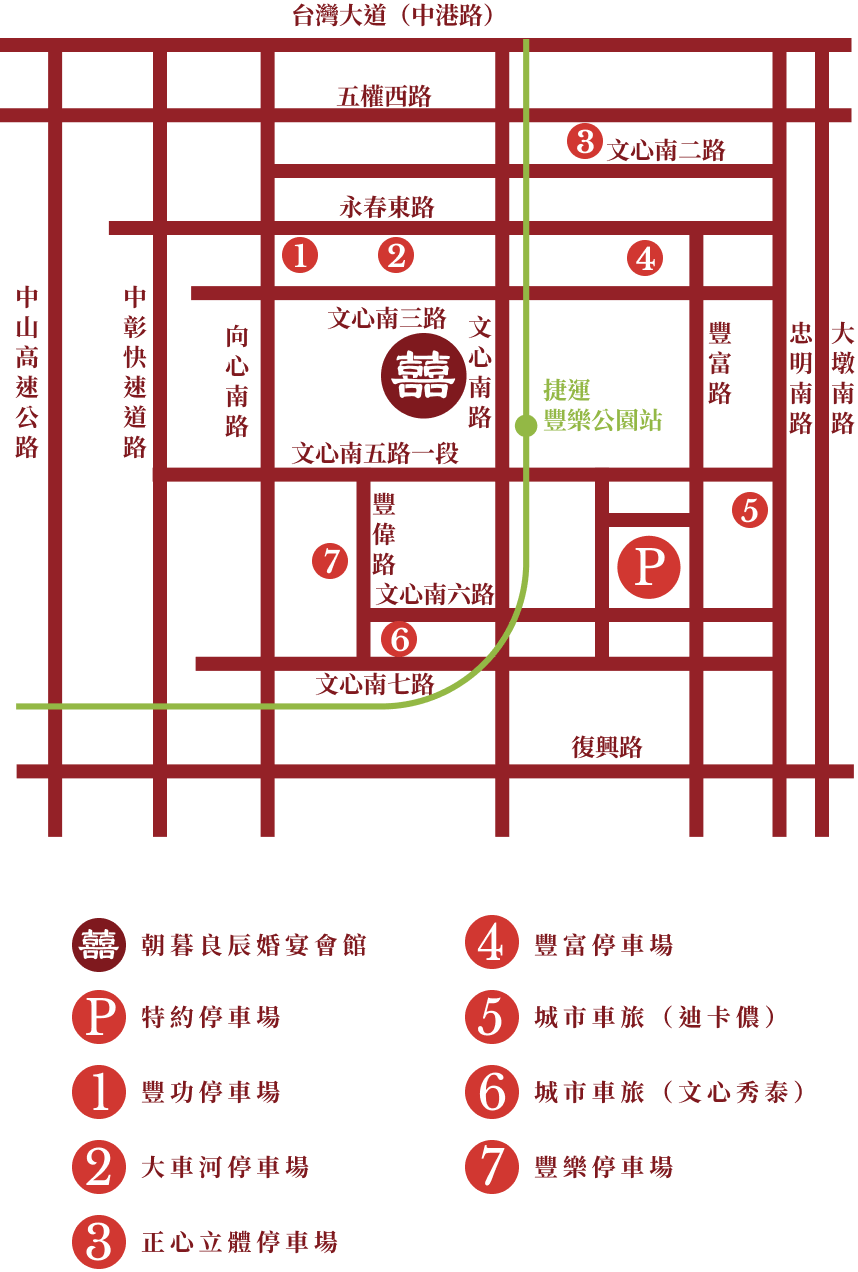 台灣大道（中港路）
五權西路
3
文心南二路
永春東路
1
2
4
中山高速公路
中彰快速道路
向心南路
文心南三路
囍
文心南路
豐富路
忠明南路
大墩南路
捷運
豐樂公園站
文心南五路一段
5
豐偉路
7
P
文心南六路
6
文心南七路
復興路
囍 朝暮良辰婚宴會館
P 特約停車場
1 豐功停車場
2 大車河停車場
3 正心立體停車場
4 豐富停車場
5 城市車旅（迪卡儂）
6 城市車旅（文心秀泰）
7 豐樂停車場